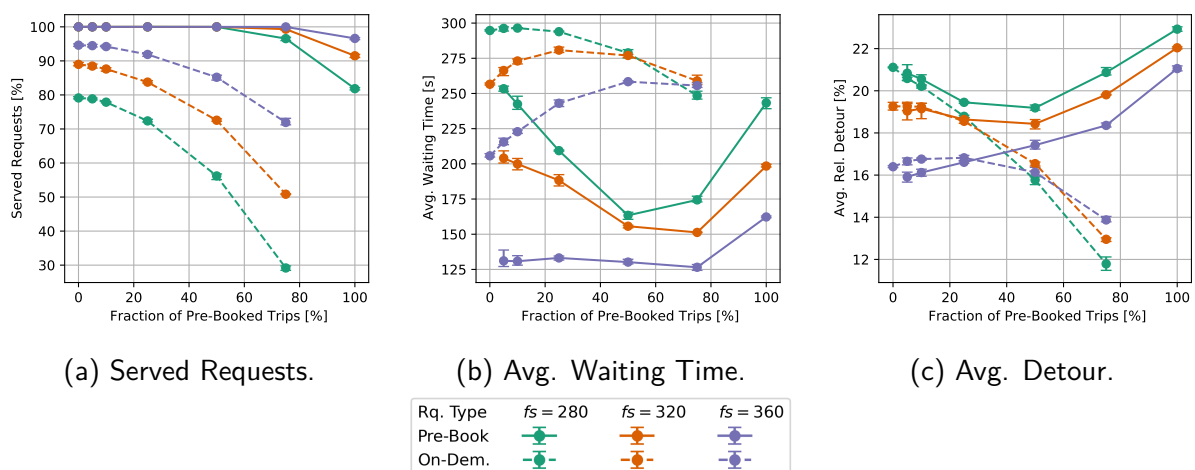 100
90
80
70
60
50
40
30
Served Requests [%]
0 20 40 60 80 100
Fraction of Pre-Booked Trips [%]
(a) Served Requests.
300
275
250
225
200
175
150
125
Avg. Waiting Time [s]
0 20 40 60 80 100
Fraction of Pre-Booked Trips [%]
(b) Avg. Waiting Time.
22
20
18
16
14
12
Avg. Rel. Detour [%]
0 20 40 60 80 100
Fraction of Pre-Booked Trips [%]
(c) Avg. Detour.
Rq. Type fs = 280 fs = 320 fs = 360
Pre-Book
On-Dem.